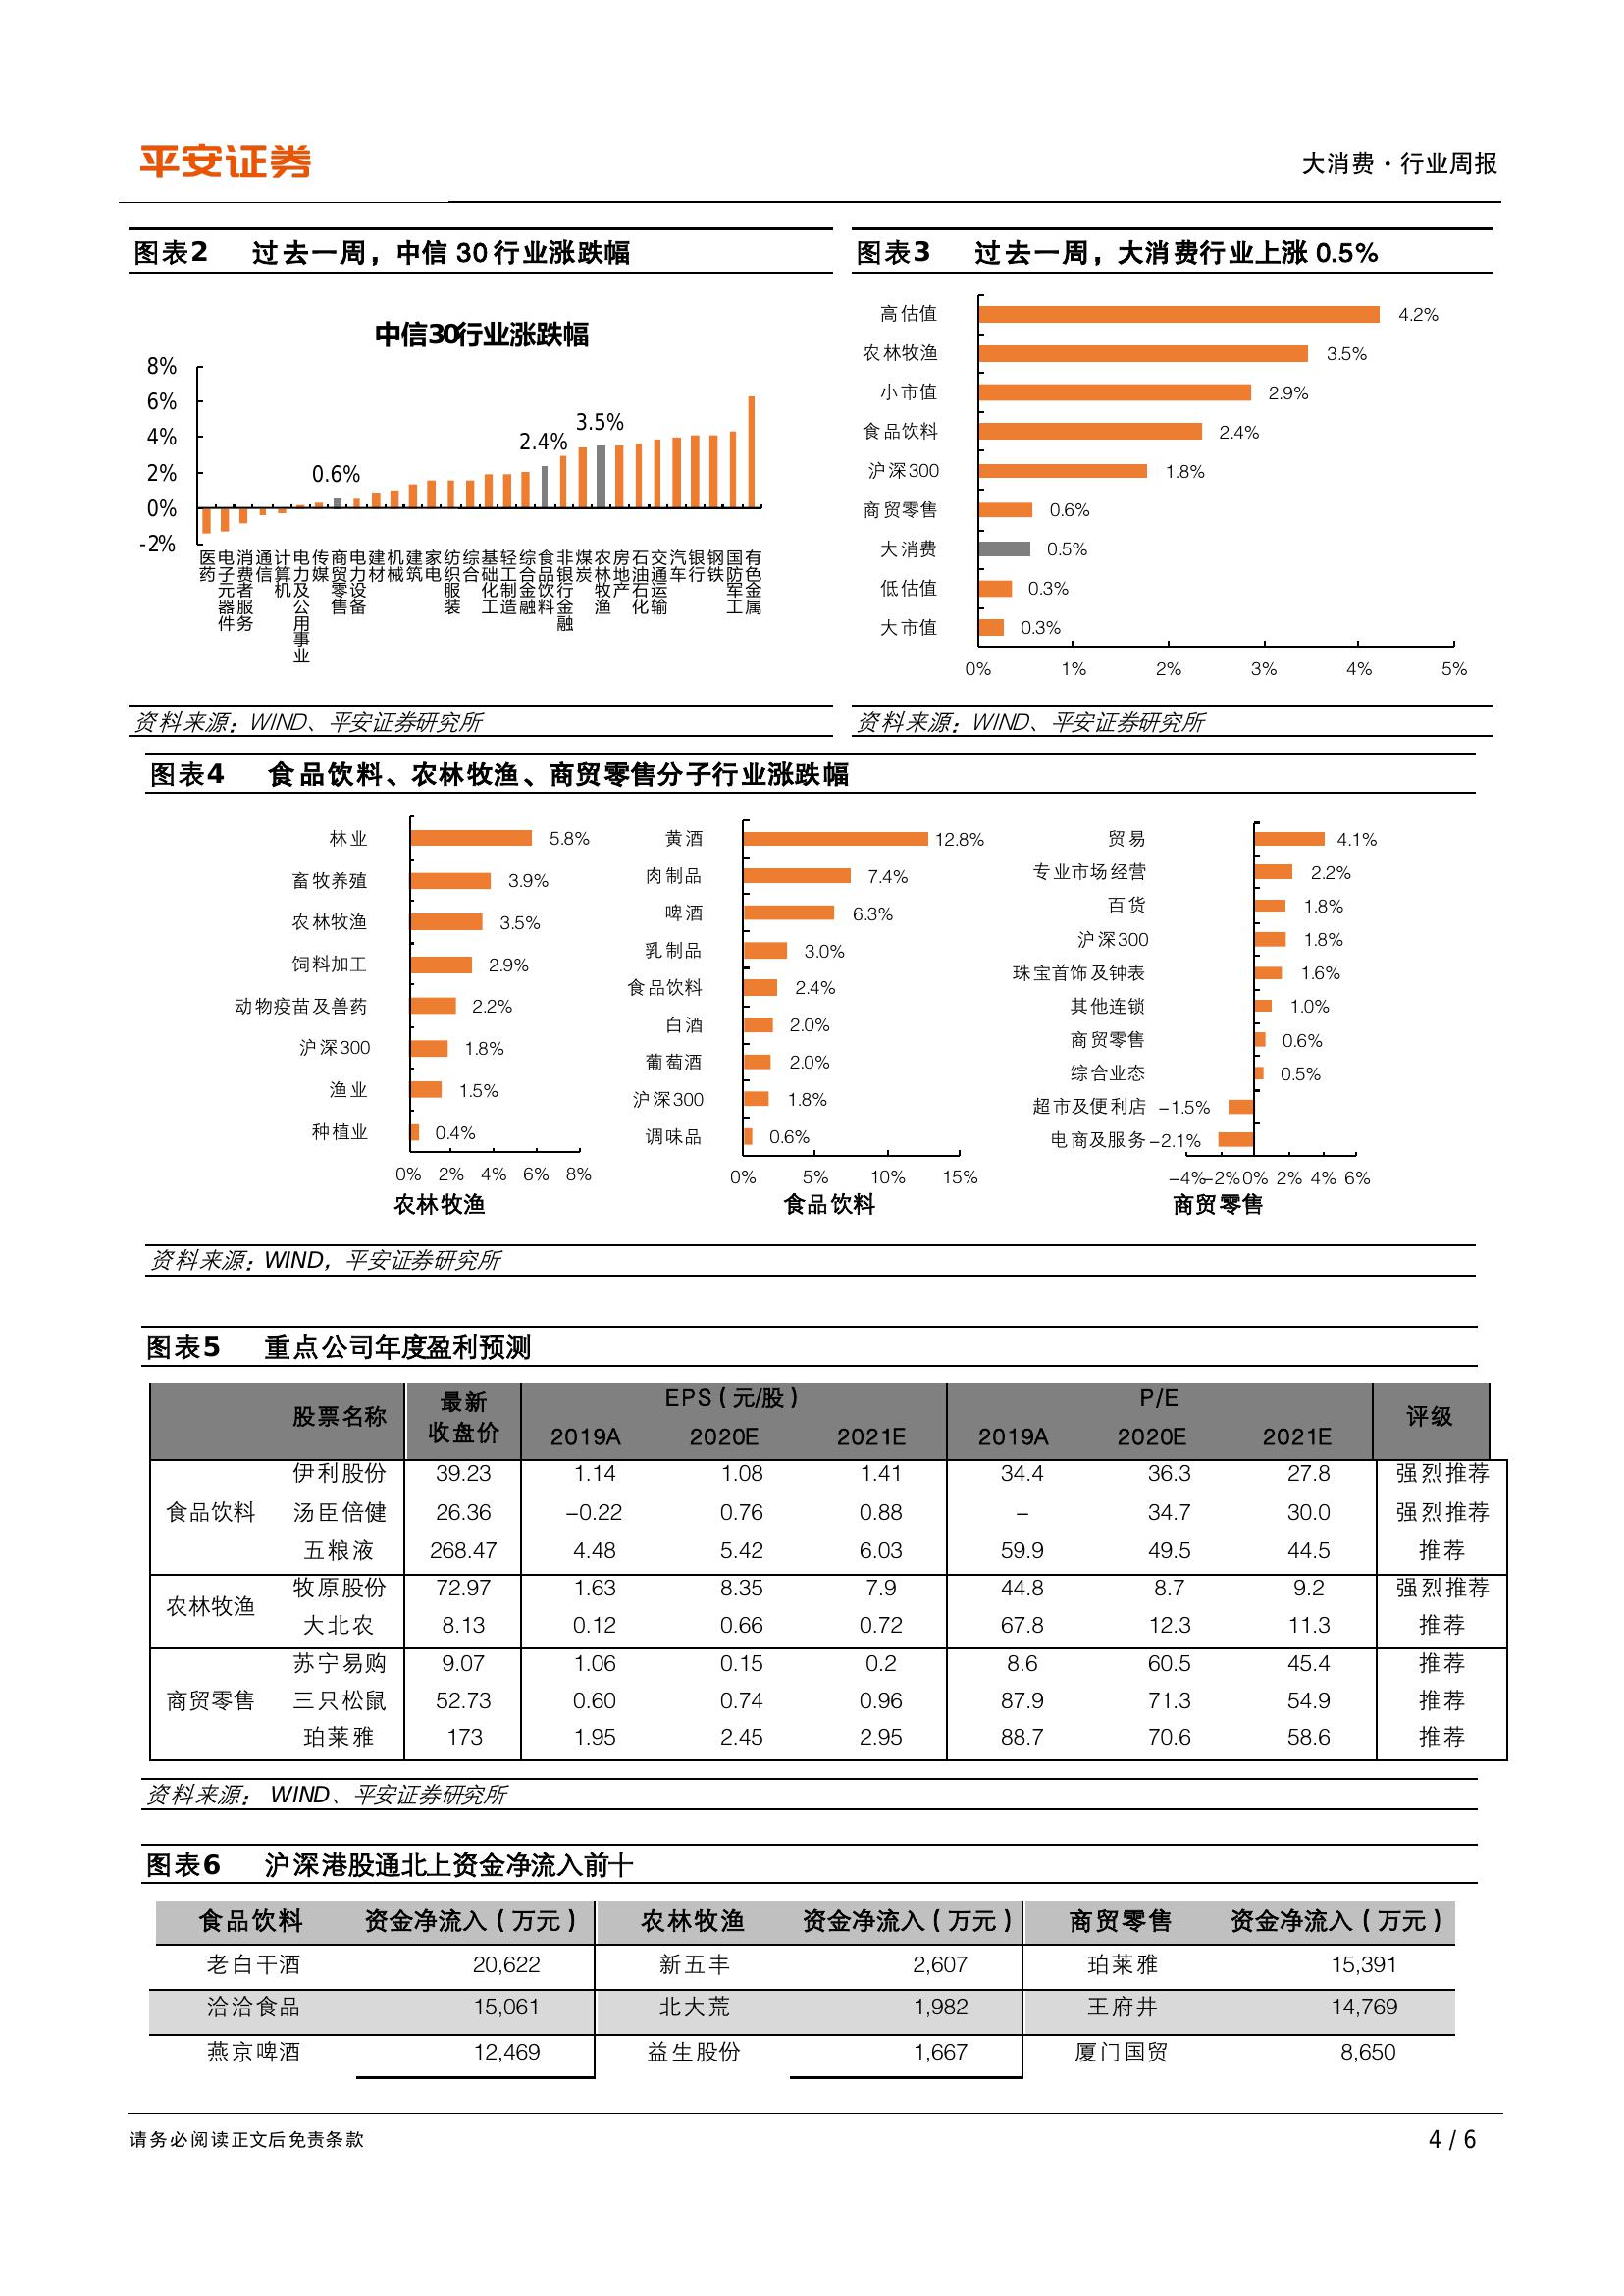 平安证券
大消费·行业周报
图表2 过去一周，中信 30 行业涨跌幅
中信30行业涨跌幅
8%
6%
4%
2%
0%
-2%
0.6%
2.4%
3.5%
医药
电子元器件
消费者服务
通信
计算机
电力及公用事业
传媒
商贸零售
电力设备
建材
机械
建筑
家电
纺织服装
综合
基础化工
轻工制造
综合金融
食品饮料
非银行金融
煤炭
农林牧渔
房地产
石油石化
交通运输
汽车
银行
钢铁
国防军工
有色金属
资料来源：WIND、平安证券研究所
图表3 过去一周，大消费行业上涨 0.5%
高估值 4.2%
农林牧渔 3.5%
小市值 2.9%
食品饮料 2.4%
沪深300 1.8%
商贸零售 0.6%
大消费 0.5%
低估值 0.3%
大市值 0.3%
0% 1% 2% 3% 4% 5%
资料来源：WIND、平安证券研究所
图表4 食品饮料、农林牧渔、商贸零售分子行业涨跌幅
林业 5.8%
畜牧养殖 3.9%
农林牧渔 3.5%
饲料加工 2.9%
动物疫苗及兽药 2.2%
沪深300 1.8%
渔业 1.5%
种植业 0.4%
0% 2% 4% 6% 8%
农林牧渔
黄酒 12.8%
肉制品 7.4%
啤酒 6.3%
乳制品 3.0%
食品饮料 2.4%
白酒 2.0%
葡萄酒 2.0%
沪深300 1.8%
调味品 0.6%
0% 5% 10% 15%
食品饮料
贸易 4.1%
专业市场经营 2.2%
百货 1.8%
沪深300 1.8%
珠宝首饰及钟表 1.6%
其他连锁 1.0%
商贸零售 0.6%
综合业态 0.5%
超市及便利店 -1.5%
电商及服务 -2.1%
-4% -2% 0% 2% 4% 6%
商贸零售
资料来源：WIND，平安证券研究所
图表5 重点公司年度盈利预测
股票名称 最新收盘价 EPS（元/股） P/E 评级
2019A 2020E 2021E 2019A 2020E 2021E
食品饮料
伊利股份 39.23 1.14 1.08 1.41 34.4 36.3 27.8 强烈推荐
汤臣倍健 26.36 -0.22 0.76 0.88 - 34.7 30.0 强烈推荐
五粮液 268.47 4.48 5.42 6.03 59.9 49.5 44.5 推荐
农林牧渔
牧原股份 72.97 1.63 8.35 7.9 44.8 8.7 9.2 强烈推荐
大北农 8.13 0.12 0.66 0.72 67.8 12.3 11.3 推荐
商贸零售
苏宁易购 9.07 1.06 0.15 0.2 8.6 60.5 45.4 推荐
三只松鼠 52.73 0.60 0.74 0.96 87.9 71.3 54.9 推荐
珀莱雅 173 1.95 2.45 2.95 88.7 70.6 58.6 推荐
资料来源： WIND、平安证券研究所
图表6 沪深港股通北上资金净流入前十
食品饮料 资金净流入（万元） 农林牧渔 资金净流入（万元） 商贸零售 资金净流入（万元）
老白干酒 20,622 新五丰 2,607 珀莱雅 15,391
洽洽食品 15,061 北大荒 1,982 王府井 14,769
燕京啤酒 12,469 益生股份 1,667 厦门国贸 8,650
请务必阅读正文后免责条款
4 / 6